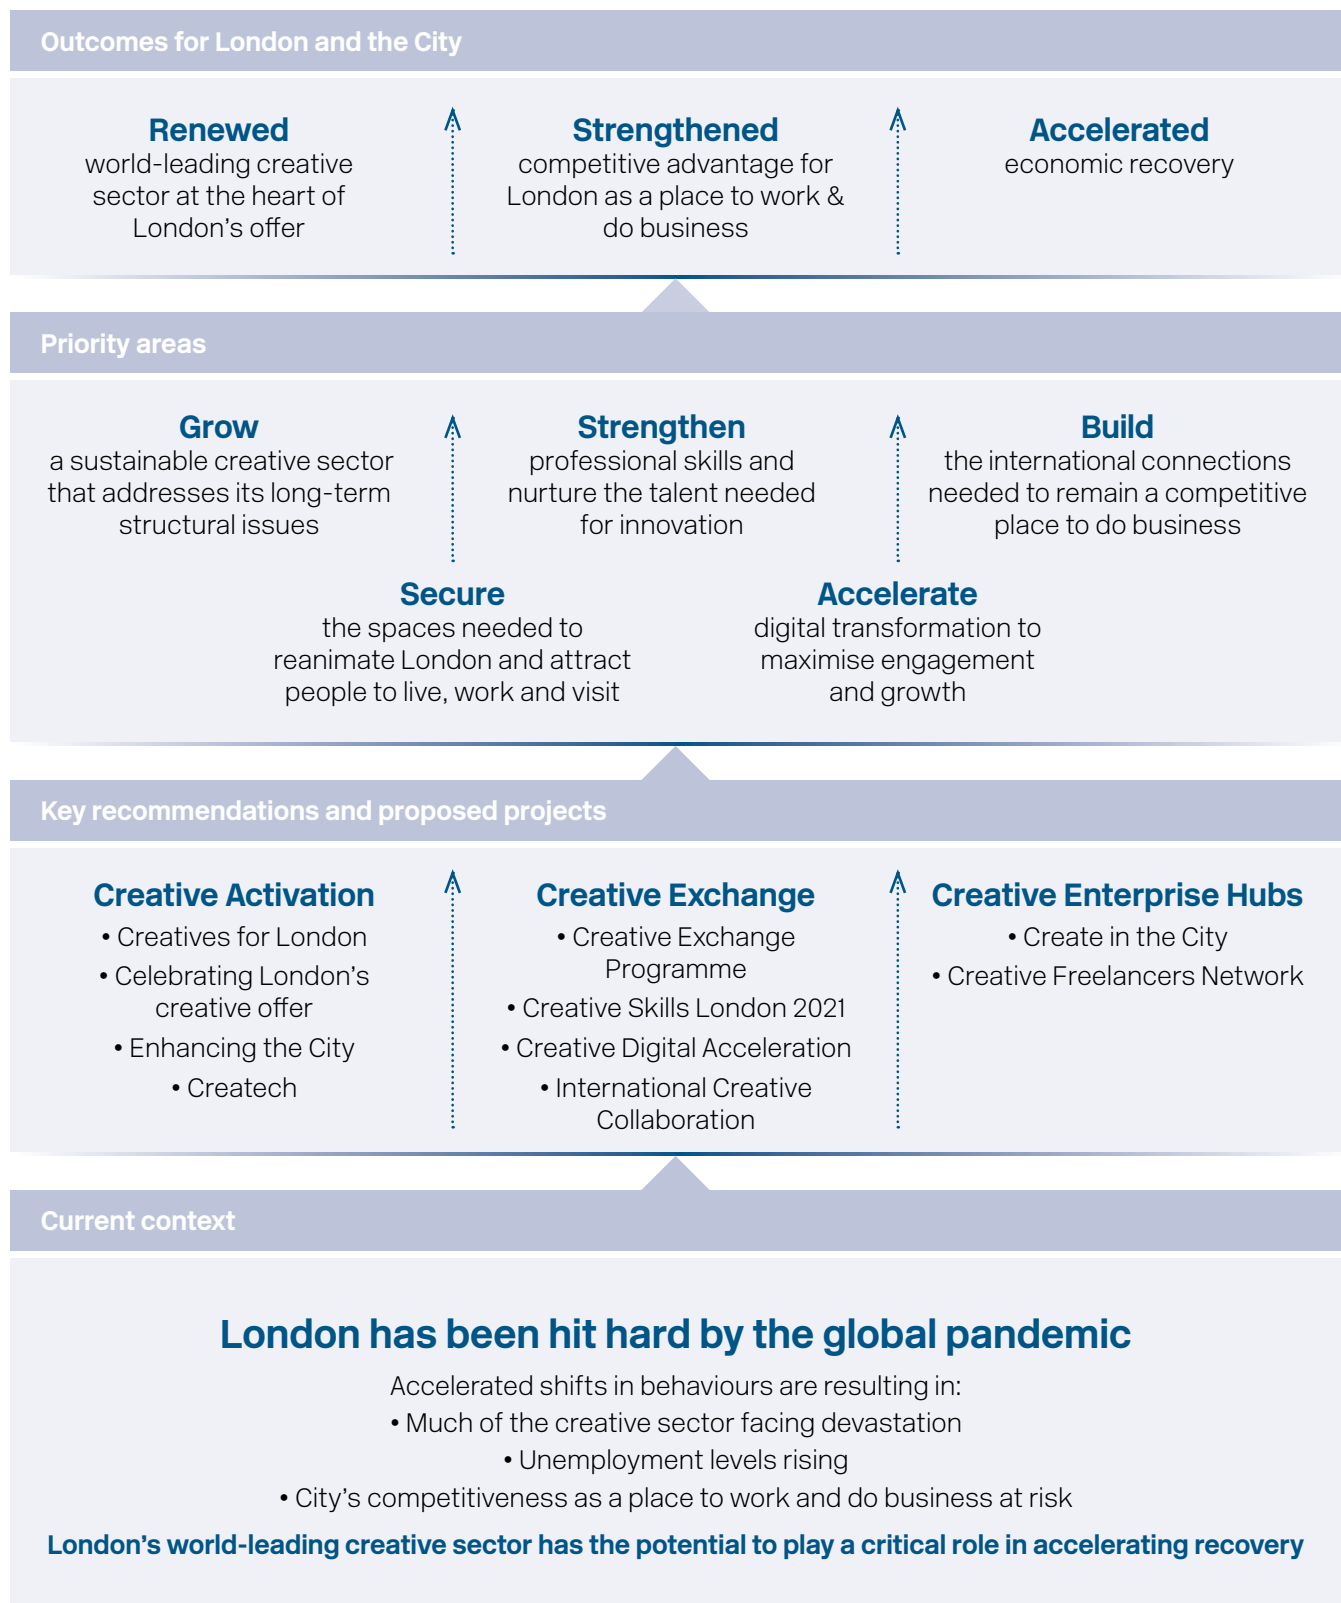 Outcomes for London and the City
Renewed
world-leading creative
sector at the heart of
London’s offer
Strengthened
competitive advantage for
London as a place to work &
do business
Accelerated
economic recovery
Priority areas
Grow
a sustainable creative sector
that addresses its long-term
structural issues
Strengthen
professional skills and
nurture the talent needed
for innovation
Build
the international connections
needed to remain a competitive
place to do business
Secure
the spaces needed to
reanimate London and attract
people to live, work and visit
Accelerate
digital transformation to
maximise engagement
and growth
Key recommendations and proposed projects
Creative Activation
• Creatives for London
• Celebrating London’s
creative offer
• Enhancing the City
• Createch
Creative Exchange
• Creative Exchange
Programme
• Creative Skills London 2021
• Creative Digital Acceleration
• International Creative
Collaboration
Creative Enterprise Hubs
• Create in the City
• Creative Freelancers Network
Current context
London has been hit hard by the global pandemic
Accelerated shifts in behaviours are resulting in:
• Much of the creative sector facing devastation
• Unemployment levels rising
• City’s competitiveness as a place to work and do business at risk
London’s world-leading creative sector has the potential to play a critical role in accelerating recovery